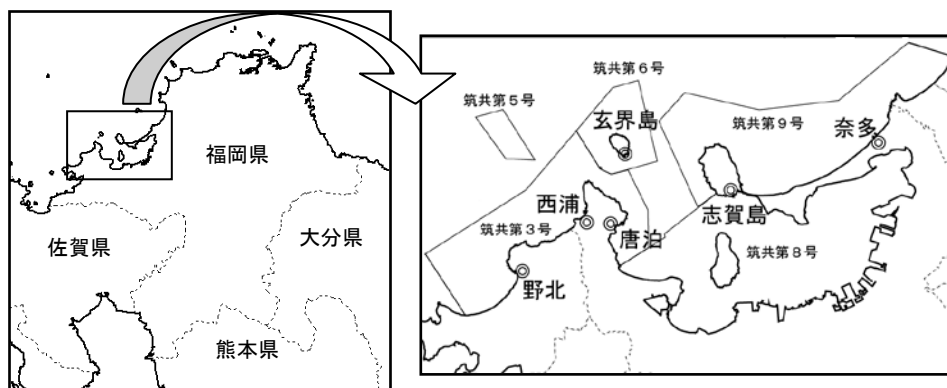 福岡県
佐賀県
大分県
熊本県
筑共第6号
筑共第5号
玄界島
筑共第9号
奈多
西浦
志賀島
筑共第3号
唐泊
筑共第8号
野北